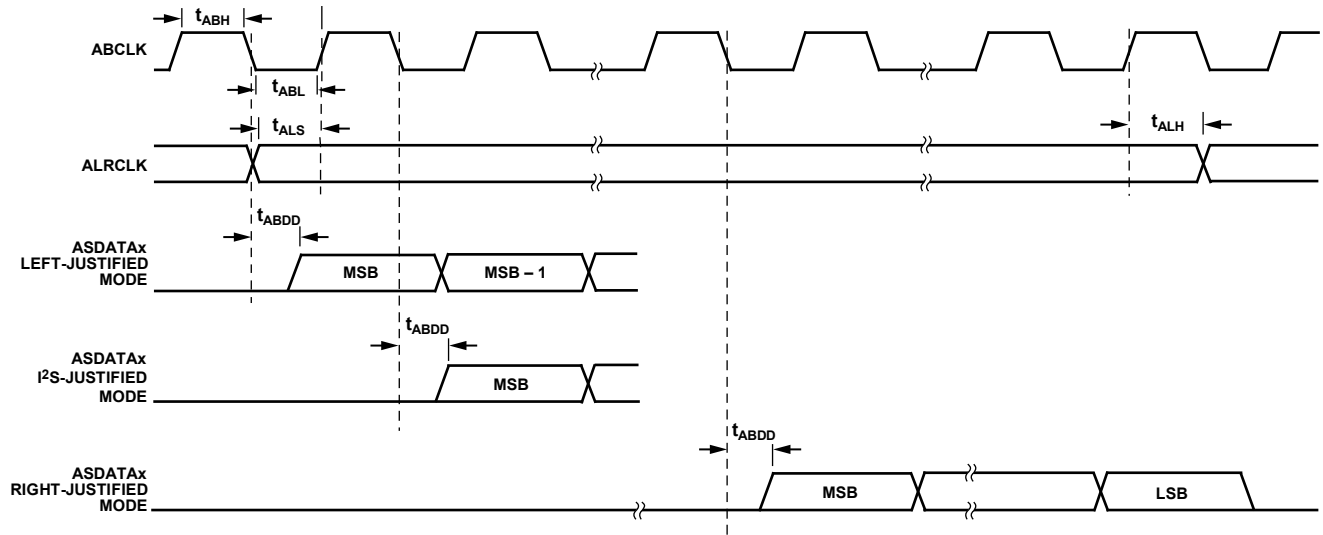 tABH
ABCLK
tABL
tALS
tALH
ALRCLK
tABDD
ASDATAx
LEFT-JUSTIFIED
MODE
MSB
MSB – 1
tABDD
ASDATAx
I²S-JUSTIFIED
MODE
MSB
tABDD
ASDATAx
RIGHT-JUSTIFIED
MODE
MSB
LSB